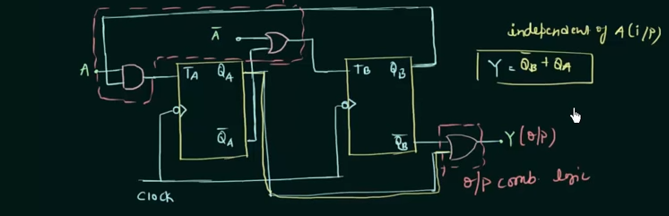 independent of A (i/p)
Y = Q̅B + QA
A̅
A
TA QA
Q̅A
TB QB
Q̅B
Y (O/P)
O/P comb. logic
Clock